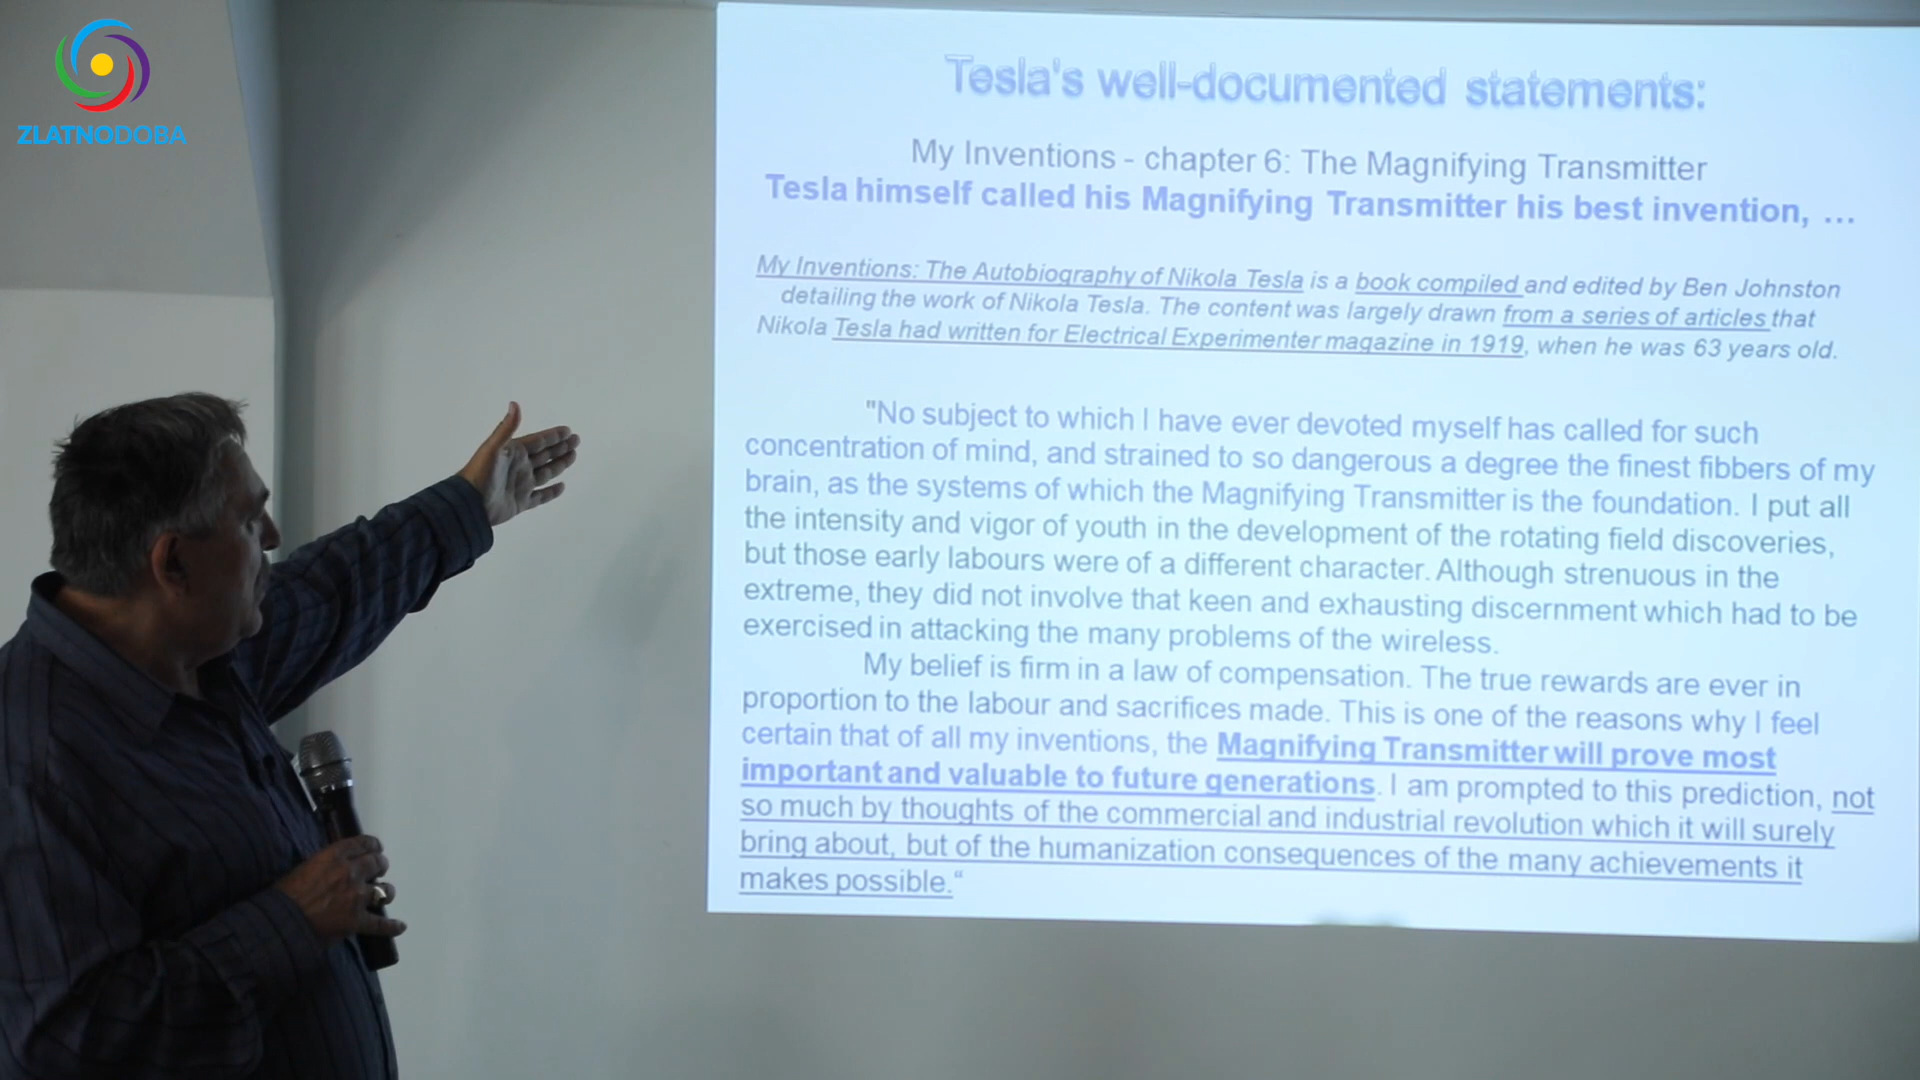 ZLATNODOBA
Tesla's well-documented statements:
My Inventions - chapter 6: The Magnifying Transmitter
Tesla himself called his Magnifying Transmitter his best invention, ...
My Inventions: The Autobiography of Nikola Tesla is a book compiled and edited by Ben Johnston
detailing the work of Nikola Tesla. The content was largely drawn from a series of articles that
Nikola Tesla had written for Electrical Experimenter magazine in 1919, when he was 63 years old.
"No subject to which I have ever devoted myself has called for such
concentration of mind, and strained to so dangerous a degree the finest fibbers of my
brain, as the systems of which the Magnifying Transmitter is the foundation. I put all
the intensity and vigor of youth in the development of the rotating field discoveries,
but those early labours were of a different character. Although strenuous in the
extreme, they did not involve that keen and exhausting discernment which had to be
exercised in attacking the many problems of the wireless.
My belief is firm in a law of compensation. The true rewards are ever in
proportion to the labour and sacrifices made. This is one of the reasons why I feel
certain that of all my inventions, the Magnifying Transmitter will prove most
important and valuable to future generations. I am prompted to this prediction, not
so much by thoughts of the commercial and industrial revolution which it will surely
bring about, but of the humanization consequences of the many achievements it
makes possible.“